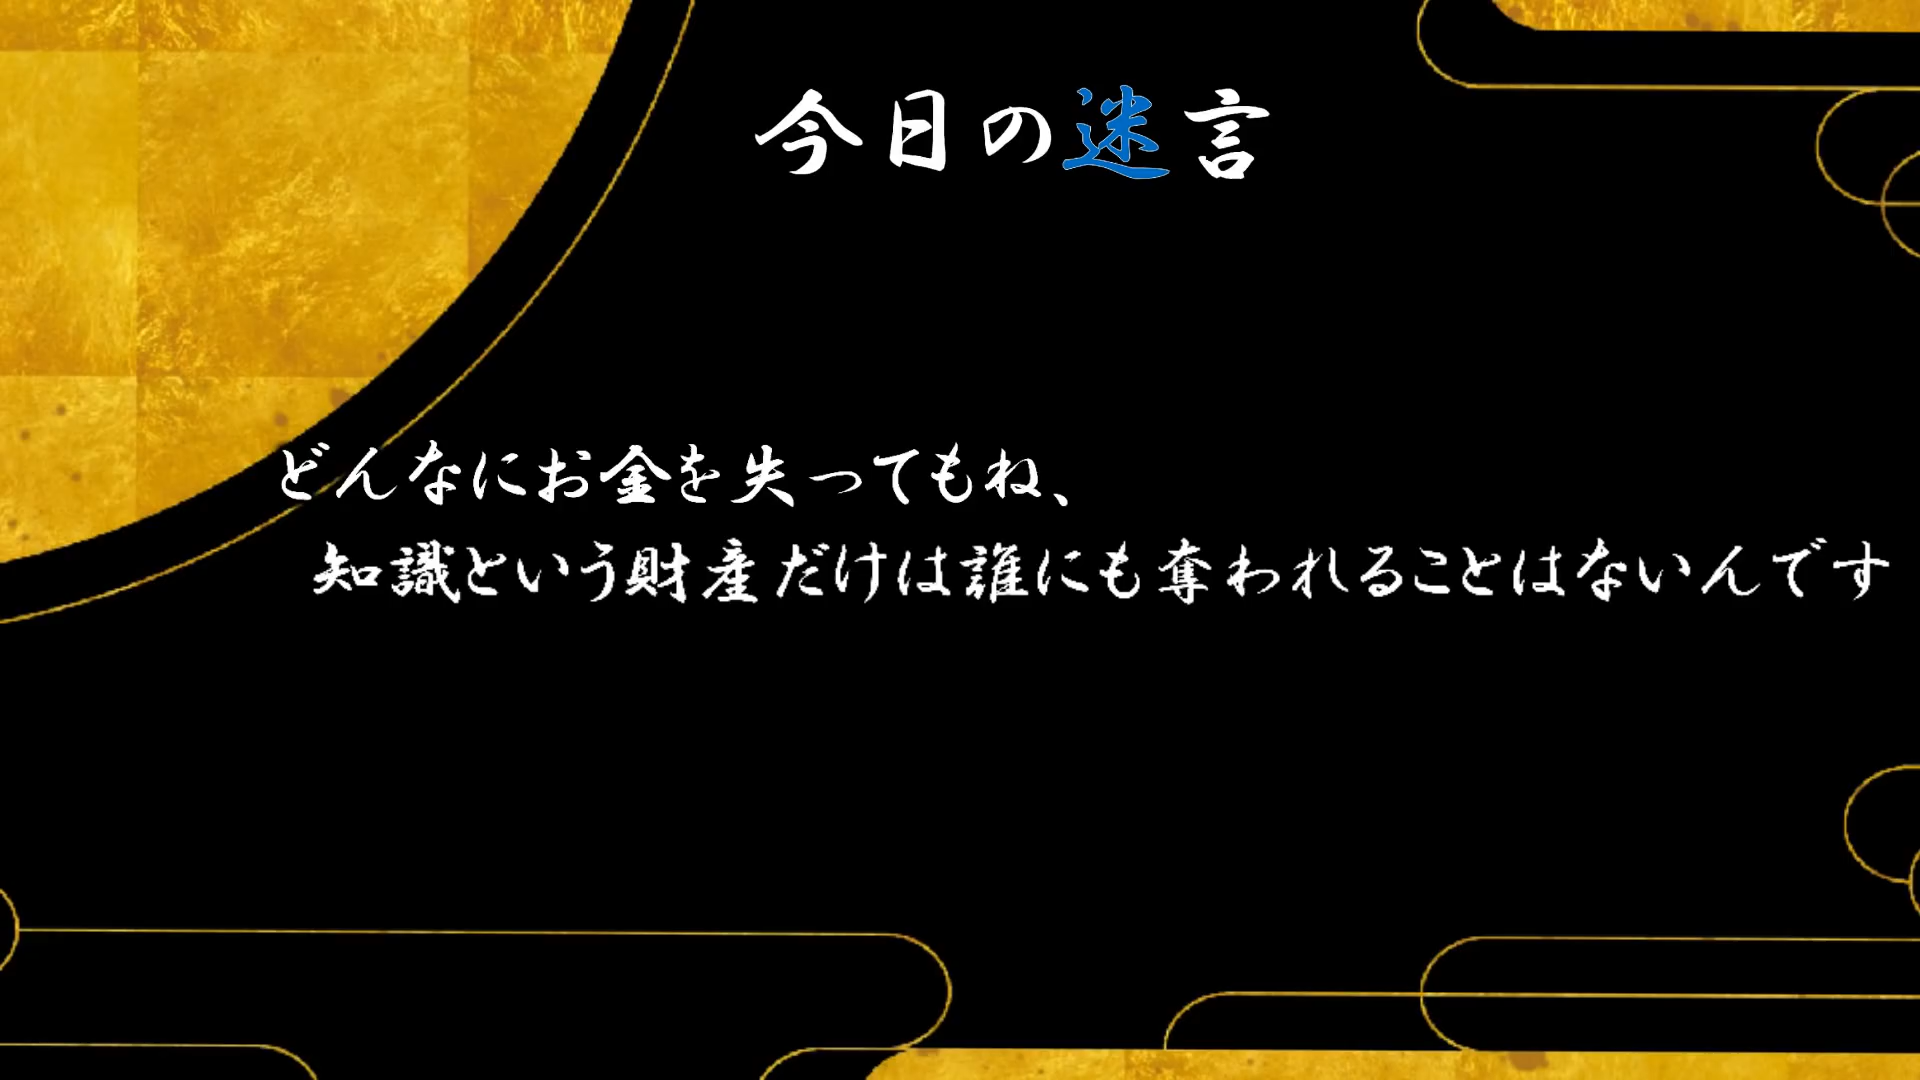 今日の迷言
どんなにお金を失ってもね、
知識という財産だけは誰にも奪われることはないんです